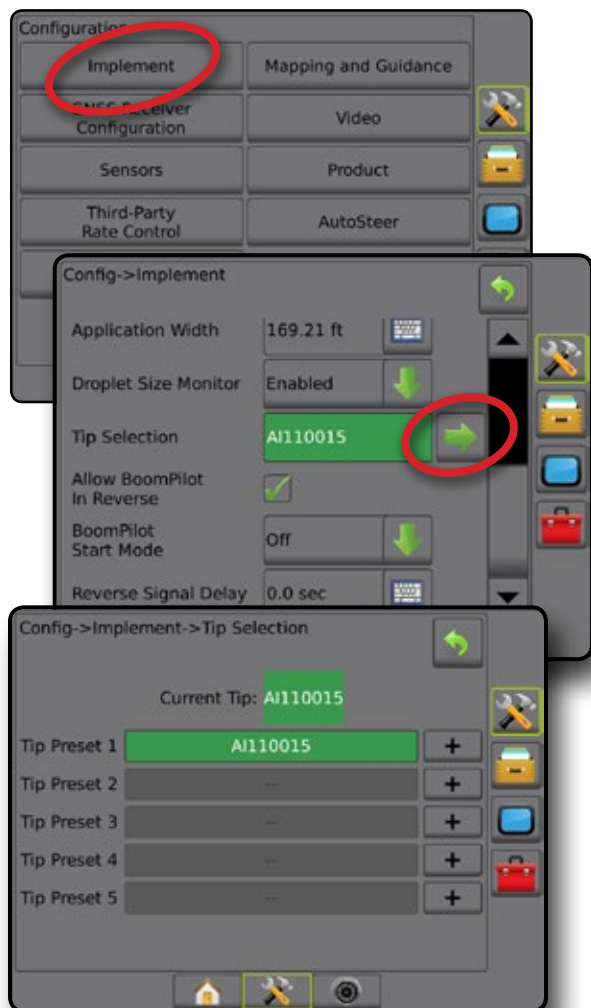 Configuration
Implement
Mapping and Guidance
GNSS Receiver
Configuration
Video
Sensors
Product
Third-Party
Rate Control
AutoSteer
Config->Implement
Application Width 169.21 ft
Droplet Size Monitor Enabled
Tip Selection AI110015
Allow BoomPilot
In Reverse
BoomPilot
Start Mode
Off
Reverse Signal Delay 0.0 sec
Config->Implement->Tip Selection
Current Tip: AI110015
Tip Preset 1 AI110015 +
Tip Preset 2 -- +
Tip Preset 3 -- +
Tip Preset 4 -- +
Tip Preset 5 -- +